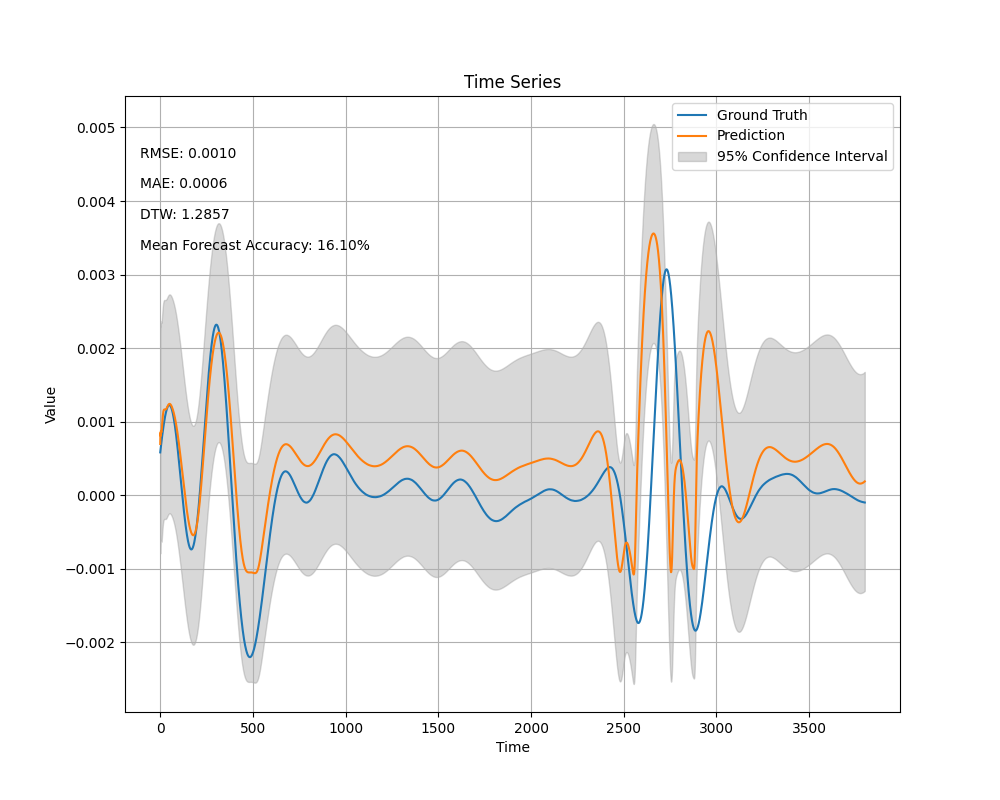 Time Series
Ground Truth
Prediction
95% Confidence Interval
RMSE: 0.0010
MAE: 0.0006
DTW: 1.2857
Mean Forecast Accuracy: 16.10%
0.005
0.004
0.003
0.002
0.001
0.000
−0.001
−0.002
Value
0 500 1000 1500 2000 2500 3000 3500
Time